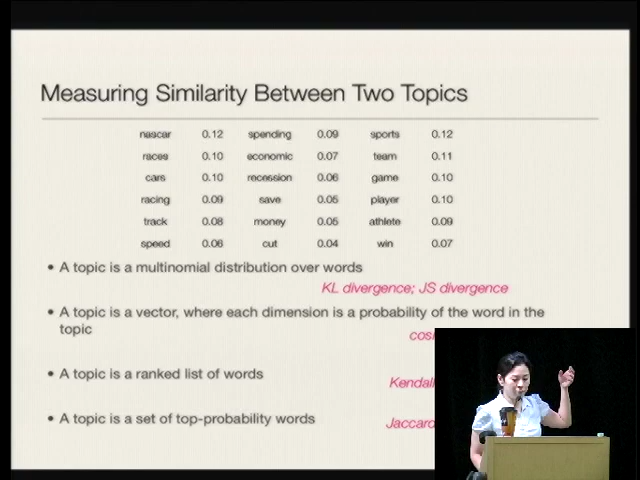 Measuring Similarity Between Two Topics
nascar 0.12 spending 0.09 sports 0.12
races 0.10 economic 0.07 team 0.11
cars 0.10 recession 0.06 game 0.10
racing 0.09 save 0.05 player 0.10
track 0.08 money 0.05 athlete 0.09
speed 0.06 cut 0.04 win 0.07
• A topic is a multinomial distribution over words
KL divergence; JS divergence
• A topic is a vector, where each dimension is a probability of the word in the
topic
cosi
• A topic is a ranked list of words
Kendall
• A topic is a set of top-probability words
Jaccard